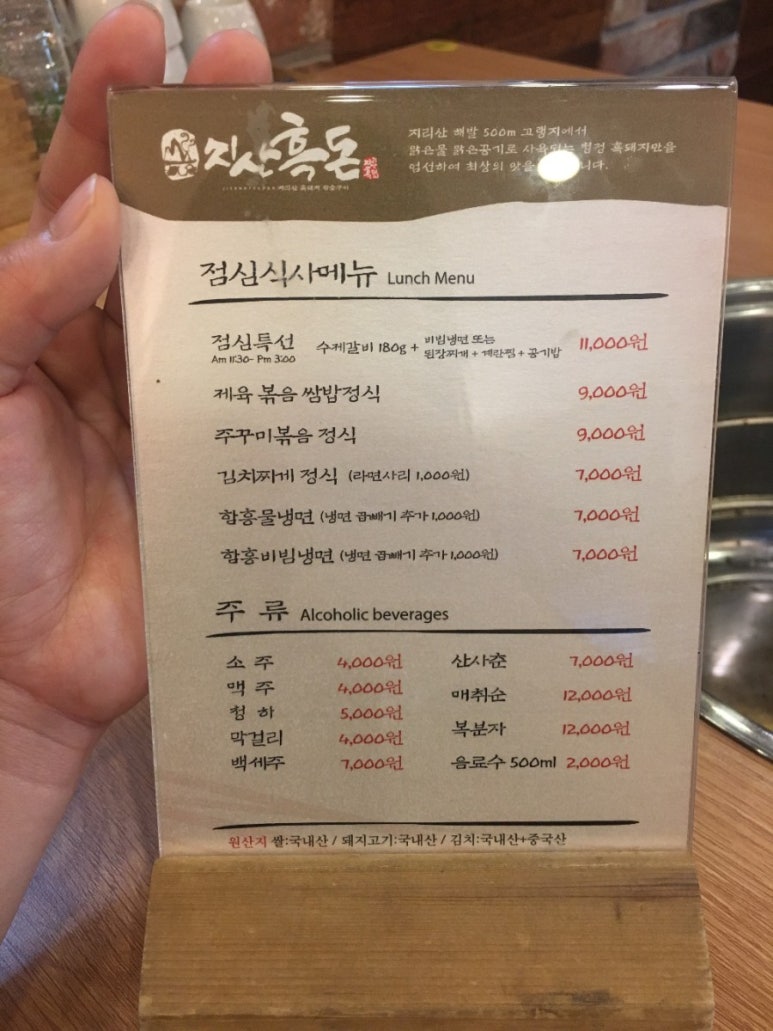 지산흑돈
지리산 해발 500m 고랭지에서
맑은물 맑은공기로 사육되는 청정 흑돼지만을
엄선하여 최상의 맛을
점심식사메뉴 Lunch Menu
점심특선 수제갈비 180g + 비빔냉면 또는 11,000원
Am 11:30- Pm 3:00 된장찌개 + 계란찜 + 공기밥
제육 볶음 쌈밥정식 9,000원
주꾸미볶음 정식 9,000원
김치찌게 정식 (라면사리 1,000원) 7,000원
함흥물냉면 (냉면 곱빼기 추가 1,000원) 7,000원
함흥비빔냉면 (냉면 곱빼기 추가 1,000원) 7,000원
주 류 Alcoholic beverages
소 주 4,000원
맥 주 4,000원
청 하 5,000원
막걸리 4,000원
백세주 7,000원
산사춘 7,000원
매취순 12,000원
복분자 12,000원
음료수 500ml 2,000원
원산지 쌀:국내산 / 돼지고기:국내산 / 김치:국내산+중국산